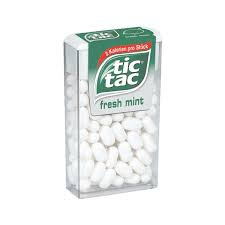 2 Kalorien pro Stück
tic
tac
fresh mint